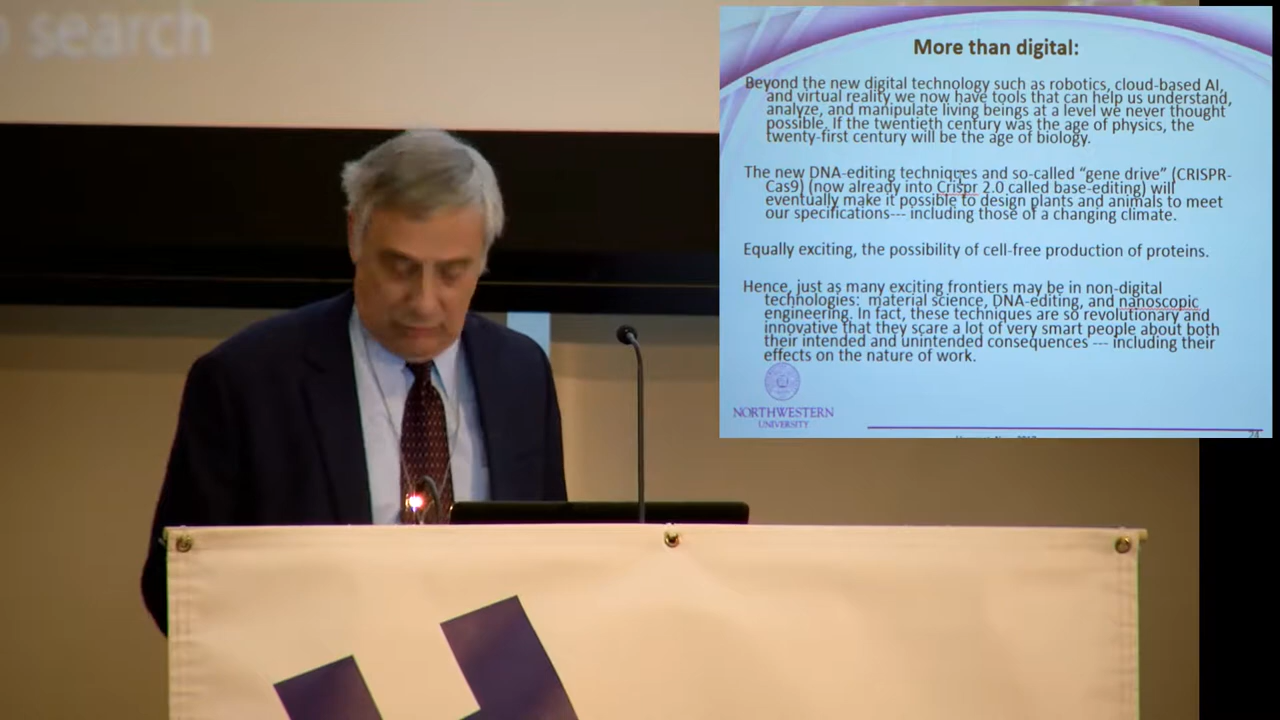 search
More than digital:
Beyond the new digital technology such as robotics, cloud-based AI,
and virtual reality we now have tools that can help us understand,
analyze, and manipulate living beings at a level we never thought
possible. If the twentieth century was the age of physics, the
twenty-first century will be the age of biology.
The new DNA-editing techniques and so-called “gene drive” (CRISPR-
Cas9) (now already into Crispr 2.0 called base-editing) will
eventually make it possible to design plants and animals to meet
our specifications--- including those of a changing climate.
Equally exciting, the possibility of cell-free production of proteins.
Hence, just as many exciting frontiers may be in non-digital
technologies: material science, DNA-editing, and nanoscopic
engineering. In fact, these techniques are so revolutionary and
innovative that they scare a lot of very smart people about both
their intended and unintended consequences --- including their
effects on the nature of work.
NORTHWESTERN
UNIVERSITY